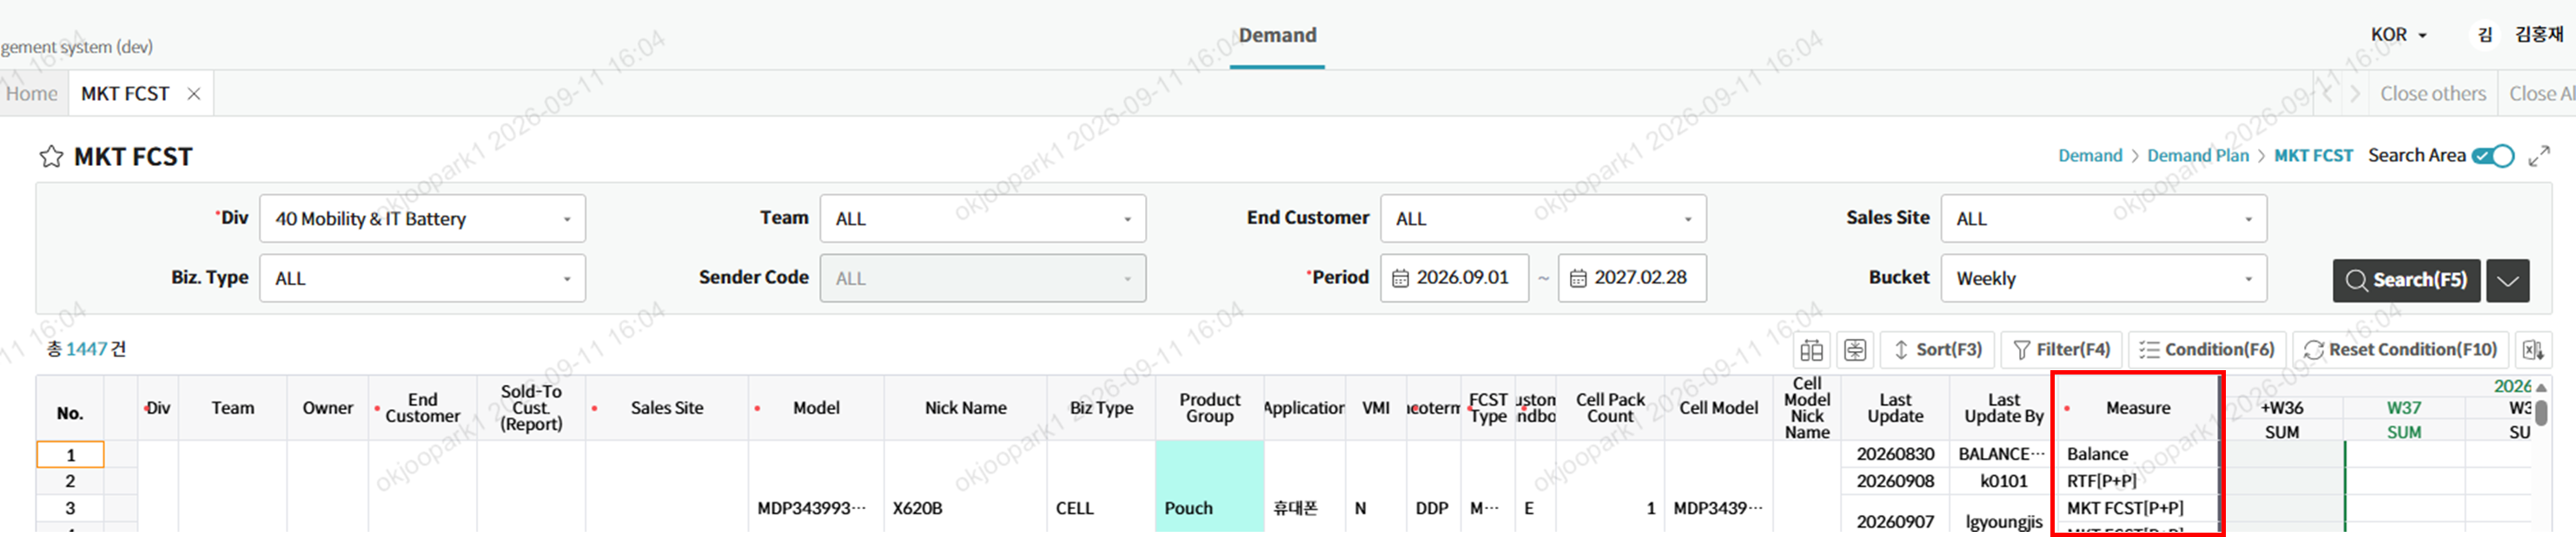 gement system (dev)
Demand
KOR
김 김홍재
Home
MKT FCST
Close others
Close Al
MKT FCST
Demand > Demand Plan > MKT FCST
Search Area
*Div
40 Mobility & IT Battery
Team
ALL
End Customer
ALL
Sales Site
ALL
Biz. Type
ALL
Sender Code
ALL
*Period
2026.09.01 ~ 2027.02.28
Bucket
Weekly
Search(F5)
총 1447 건
Sort(F3)
Filter(F4)
Condition(F6)
Reset Condition(F10)
No.
Div
Team
Owner
End
Customer
Sold-To
Cust.
(Report)
Sales Site
Model
Nick Name
Biz Type
Product
Group
Application
VMI
FCST
Type
Cell Pack
Count
Cell Model
Cell
Model
Nick
Name
Last
Update
Last
Update By
Measure
2026
+W36
W37
W3
SUM
SUM
SU
1
20260830
BALANCE···
Balance
2
20260908
k0101
RTF[P+P]
3
MDP343993···
X620B
CELL
Pouch
휴대폰
N
DDP
M···
E
1
MDP3439···
MKT FCST[P+P]
20260907
lgyoungjis
okjoopark1 2026-09-11 16:04